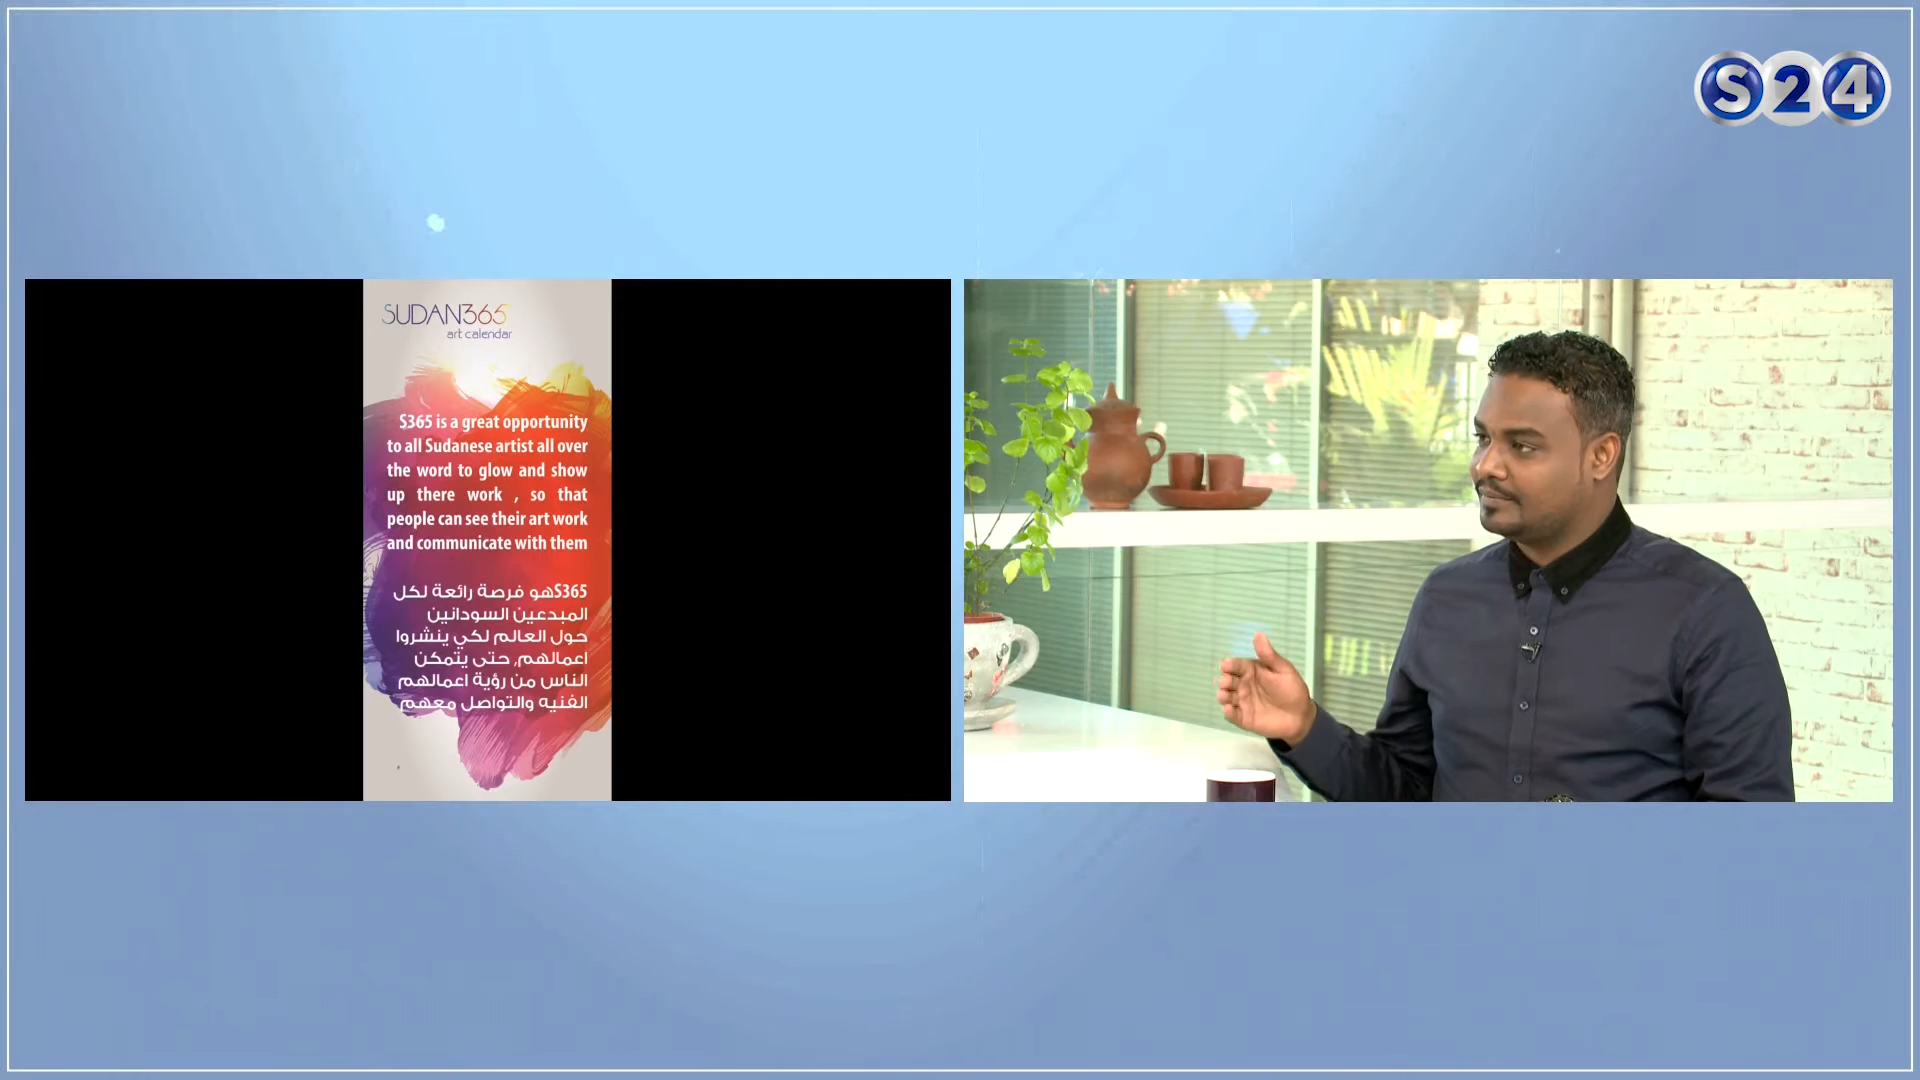 S24
SUDAN365
art calendar
S365 is a great opportunity
to all Sudanese artist all over
the word to glow and show
up there work , so that
people can see their art work
and communicate with them
S365هو فرصة رائعة لكل
المبدعين السودانين
حول العالم لكي ينشروا
اعمالهم, حتى يتمكن
الناس من رؤية اعمالهم
الفنيه والتواصل معهم